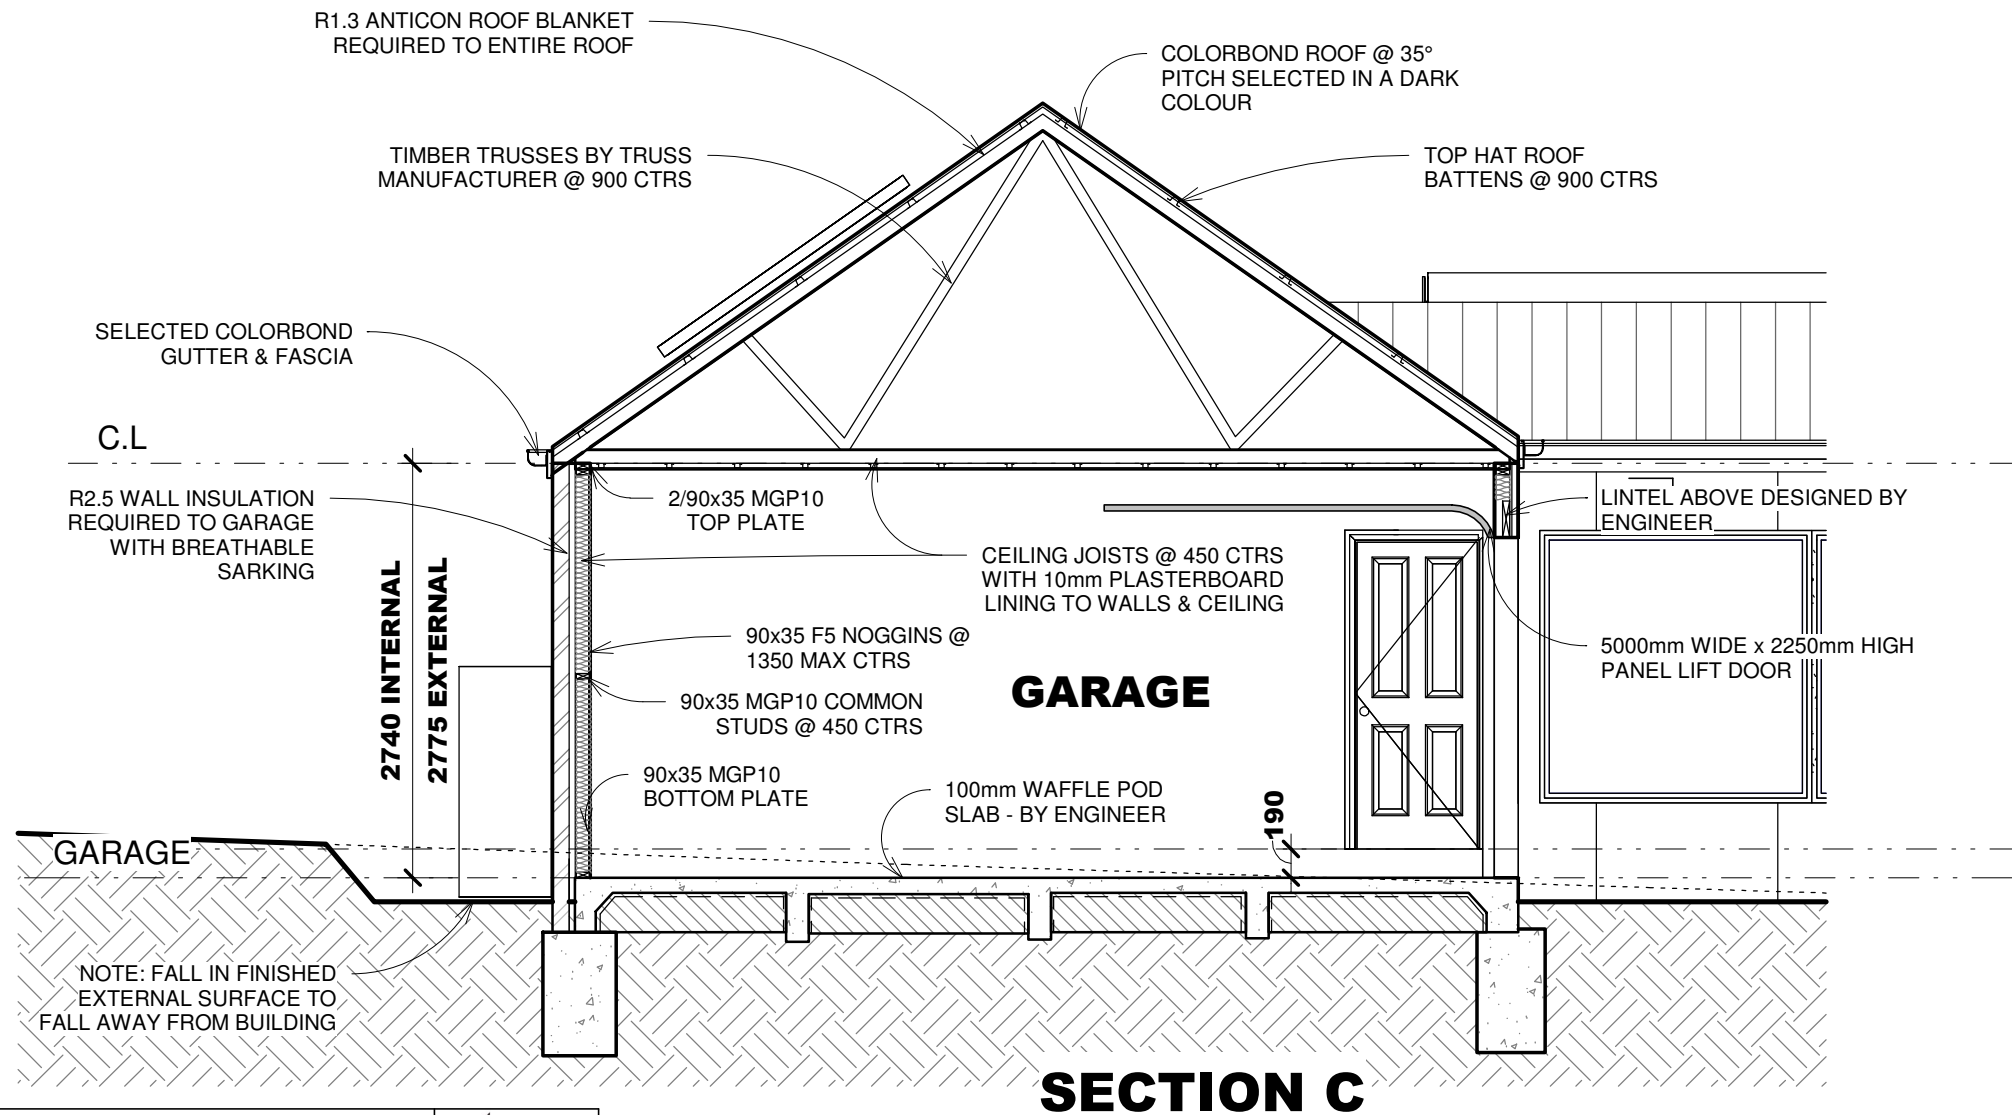 R1.3 ANTICON ROOF BLANKET
REQUIRED TO ENTIRE ROOF
COLORBOND ROOF @ 35°
PITCH SELECTED IN A DARK
COLOUR
TIMBER TRUSSES BY TRUSS
MANUFACTURER @ 900 CTRS
TOP HAT ROOF
BATTENS @ 900 CTRS
SELECTED COLORBOND
GUTTER & FASCIA
C.L
R2.5 WALL INSULATION
REQUIRED TO GARAGE
WITH BREATHABLE
SARKING
2/90x35 MGP10
TOP PLATE
LINTEL ABOVE DESIGNED BY
ENGINEER
2740 INTERNAL
2775 EXTERNAL
CEILING JOISTS @ 450 CTRS
WITH 10mm PLASTERBOARD
LINING TO WALLS & CEILING
90x35 F5 NOGGINS @
1350 MAX CTRS
5000mm WIDE x 2250mm HIGH
PANEL LIFT DOOR
GARAGE
90x35 MGP10 COMMON
STUDS @ 450 CTRS
90x35 MGP10
BOTTOM PLATE
100mm WAFFLE POD
SLAB - BY ENGINEER
190
GARAGE
NOTE: FALL IN FINISHED
EXTERNAL SURFACE TO
FALL AWAY FROM BUILDING
SECTION C